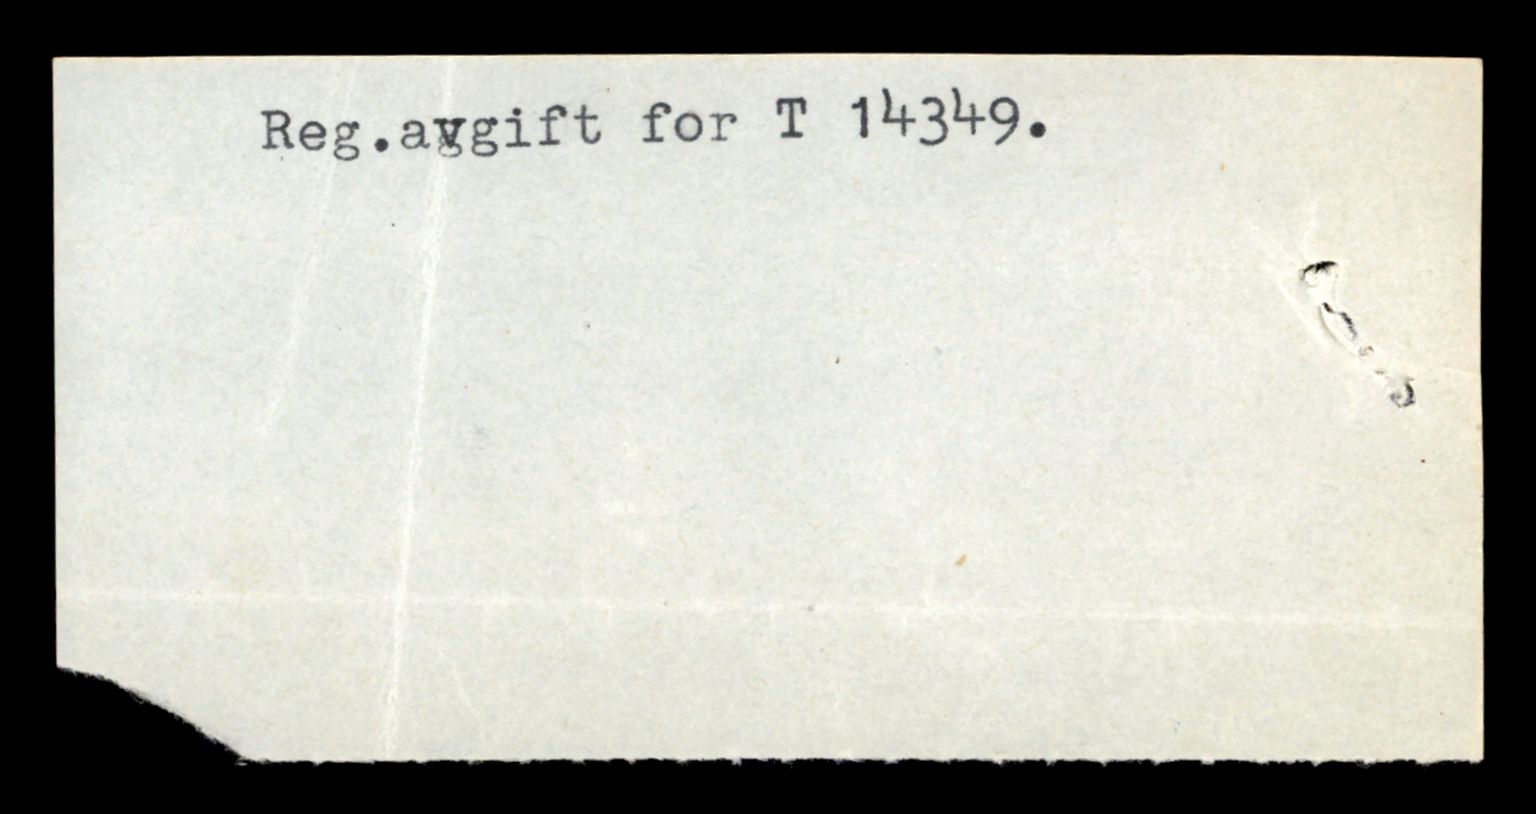 Reg.avgift for T 14349.